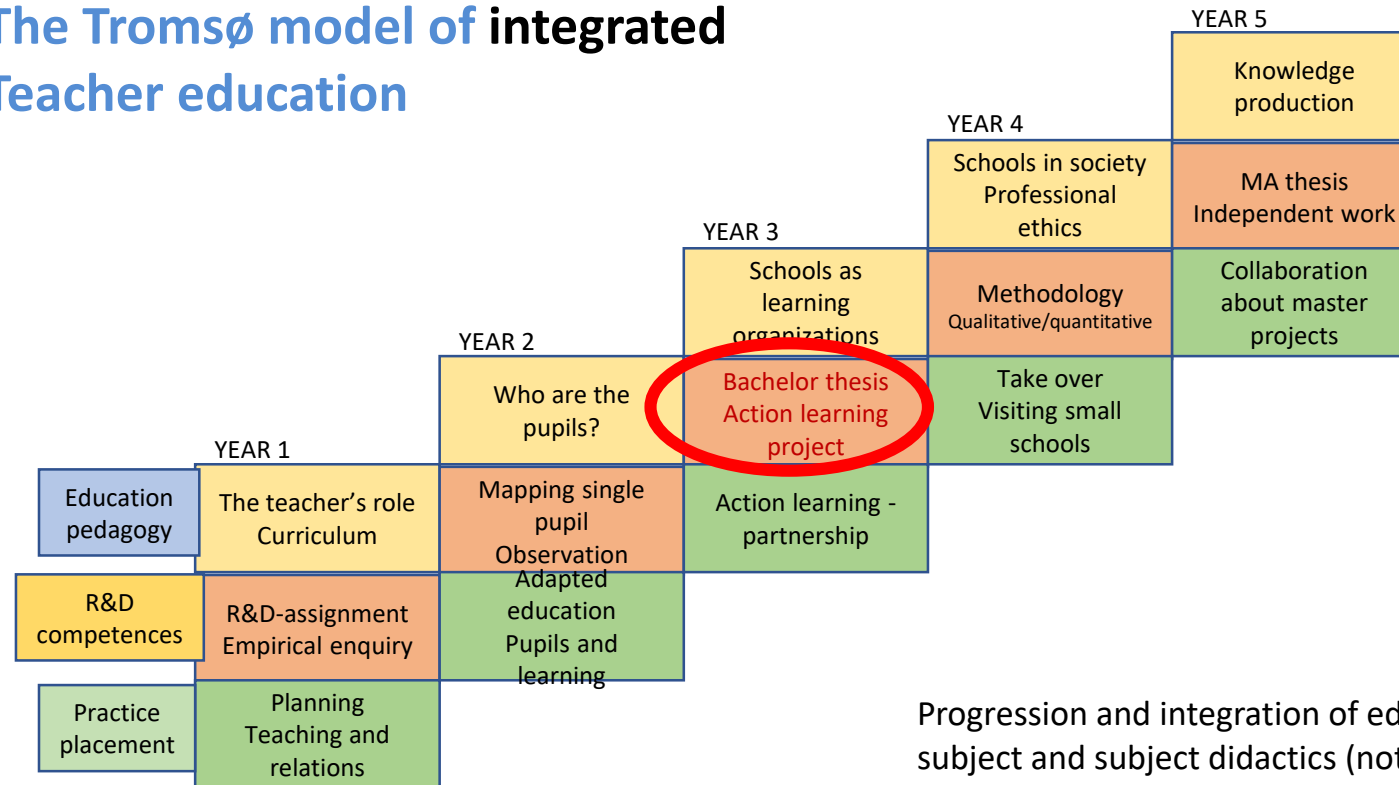 The Tromsø model of integrated
Teacher education
YEAR 5
Knowledge
production
MA thesis
Independent work
Collaboration
about master
projects
YEAR 4
Schools in society
Professional
ethics
Methodology
Qualitative/quantitative
Take over
Visiting small
schools
YEAR 3
Schools as
learning
organizations
Bachelor thesis
Action learning
project
Action learning -
partnership
YEAR 2
Who are the
pupils?
Mapping single
pupil
Observation
Adapted
education
Pupils and
learning
YEAR 1
The teacher’s role
Curriculum
R&D-assignment
Empirical enquiry
Planning
Teaching and
relations
Education
pedagogy
R&D
competences
Practice
placement
Progression and integration of ed
subject and subject didactics (not